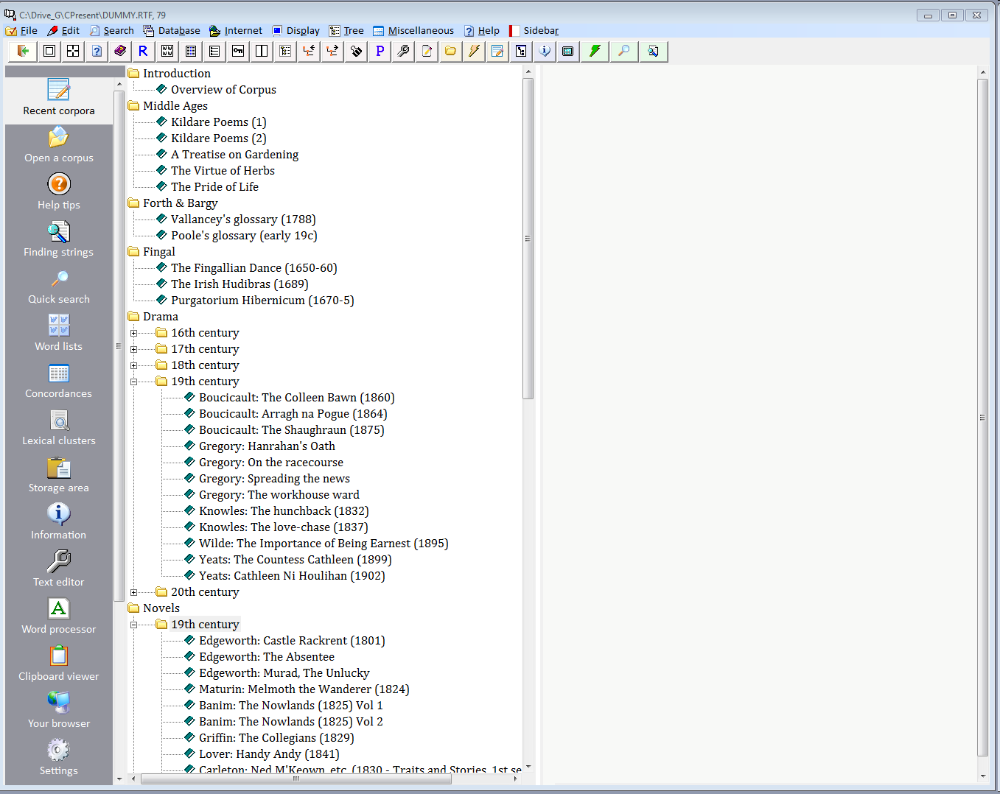 C:\Drive_G\CPresent\DUMMY.RTF, 79
File Edit Search Database Internet Display Tree Miscellaneous Help Sidebar
R P
Recent corpora
Open a corpus
Help tips
Finding strings
Quick search
Word lists
Concordances
Lexical clusters
Storage area
Information
Text editor
Word processor
Clipboard viewer
Your browser
Settings
Introduction
Overview of Corpus
Middle Ages
Kildare Poems (1)
Kildare Poems (2)
A Treatise on Gardening
The Virtue of Herbs
The Pride of Life
Forth & Bargy
Vallancey's glossary (1788)
Poole's glossary (early 19c)
Fingal
The Fingallian Dance (1650-60)
The Irish Hudibras (1689)
Purgatorium Hibernicum (1670-5)
Drama
16th century
17th century
18th century
19th century
Boucicault: The Colleen Bawn (1860)
Boucicault: Arragh na Pogue (1864)
Boucicault: The Shaughraun (1875)
Gregory: Hanrahan's Oath
Gregory: On the racecourse
Gregory: Spreading the news
Gregory: The workhouse ward
Knowles: The hunchback (1832)
Knowles: The love-chase (1837)
Wilde: The Importance of Being Earnest (1895)
Yeats: The Countess Cathleen (1899)
Yeats: Cathleen Ni Houlihan (1902)
20th century
Novels
19th century
Edgeworth: Castle Rackrent (1801)
Edgeworth: The Absentee
Edgeworth: Murad, The Unlucky
Maturin: Melmoth the Wanderer (1824)
Banim: The Nowlands (1825) Vol 1
Banim: The Nowlands (1825) Vol 2
Griffin: The Collegians (1829)
Lover: Handy Andy (1841)
Carleton: Ned M'Keown, etc. (1830 - Traits and Stories, 1st se